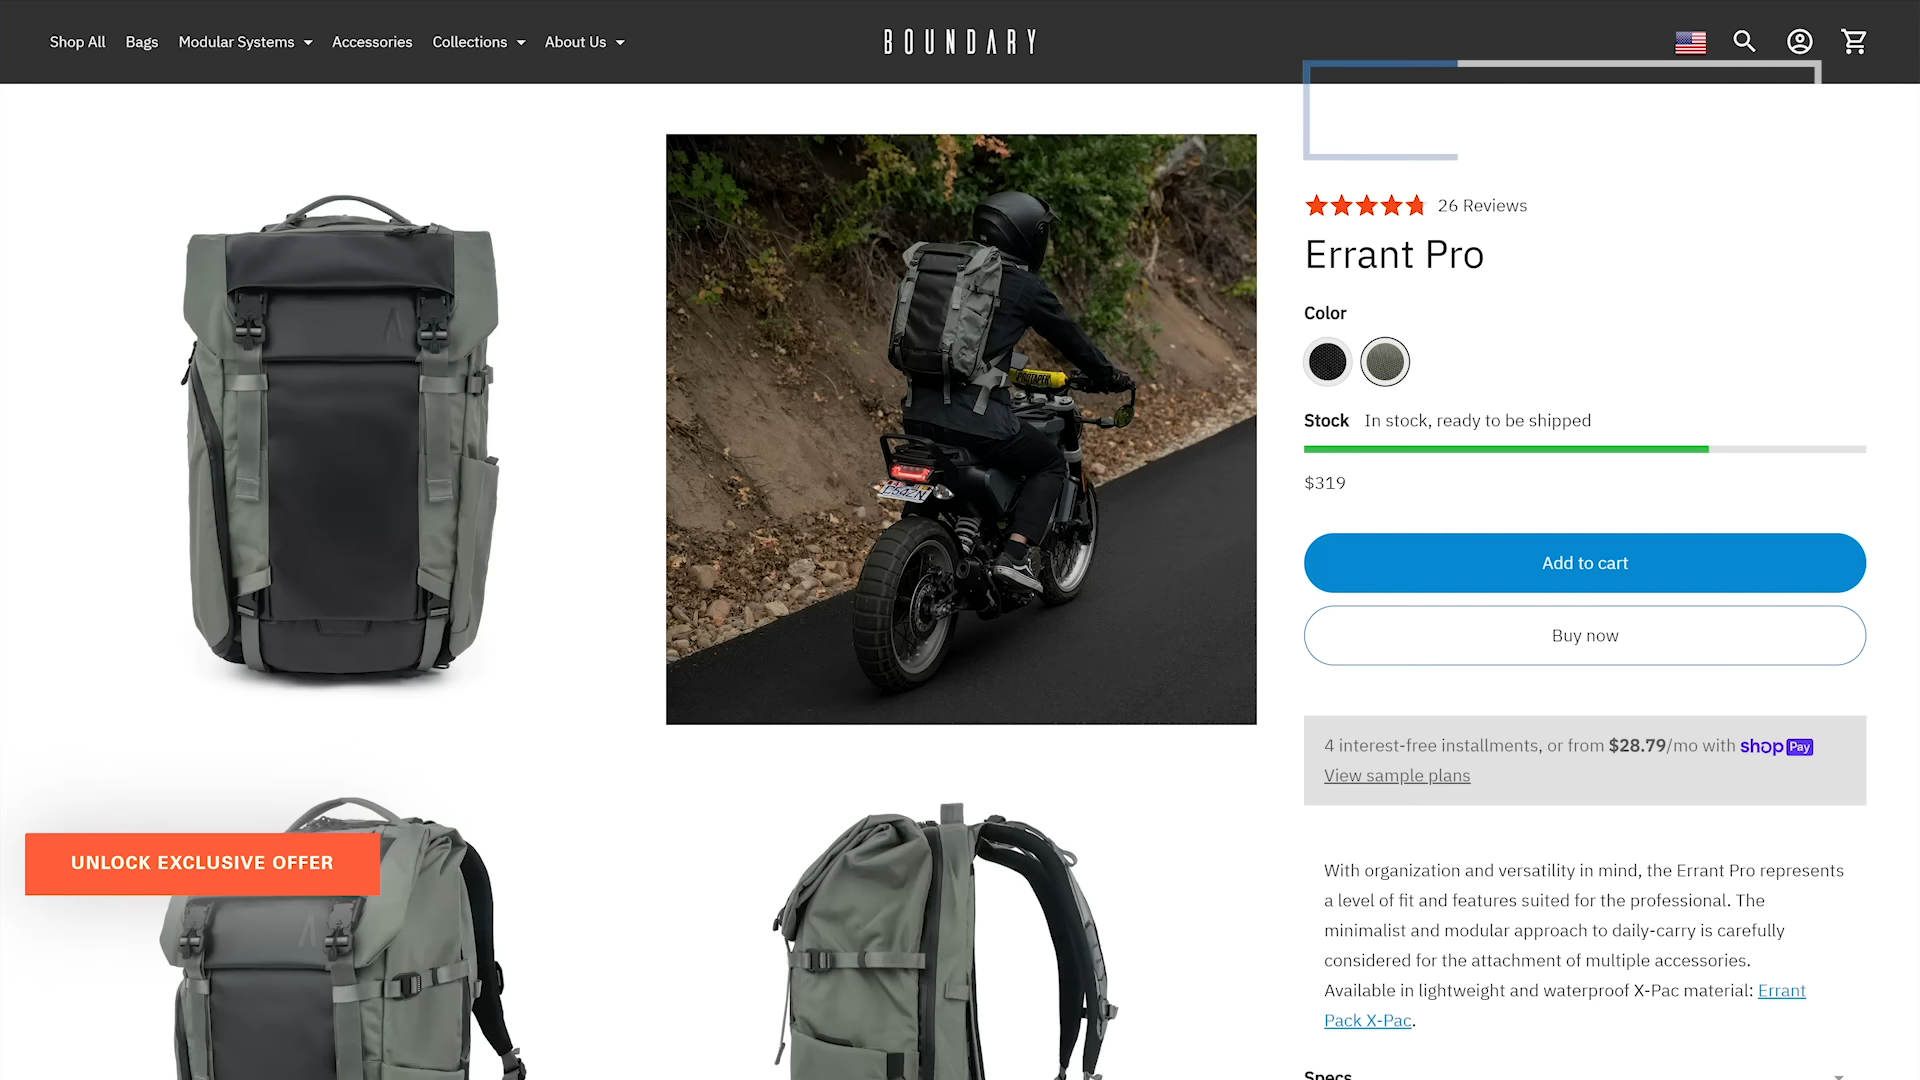 Shop All Bags Modular Systems Accessories Collections About Us
BOUNDARY
26 Reviews
Errant Pro
Color
Stock In stock, ready to be shipped
$319
Add to cart
Buy now
4 interest-free installments, or from $28.79/mo with shop Pay
View sample plans
With organization and versatility in mind, the Errant Pro represents
a level of fit and features suited for the professional. The
minimalist and modular approach to daily-carry is carefully
considered for the attachment of multiple accessories.
Available in lightweight and waterproof X-Pac material: Errant
Pack X-Pac.
Specs
UNLOCK EXCLUSIVE OFFER
PROTAPER